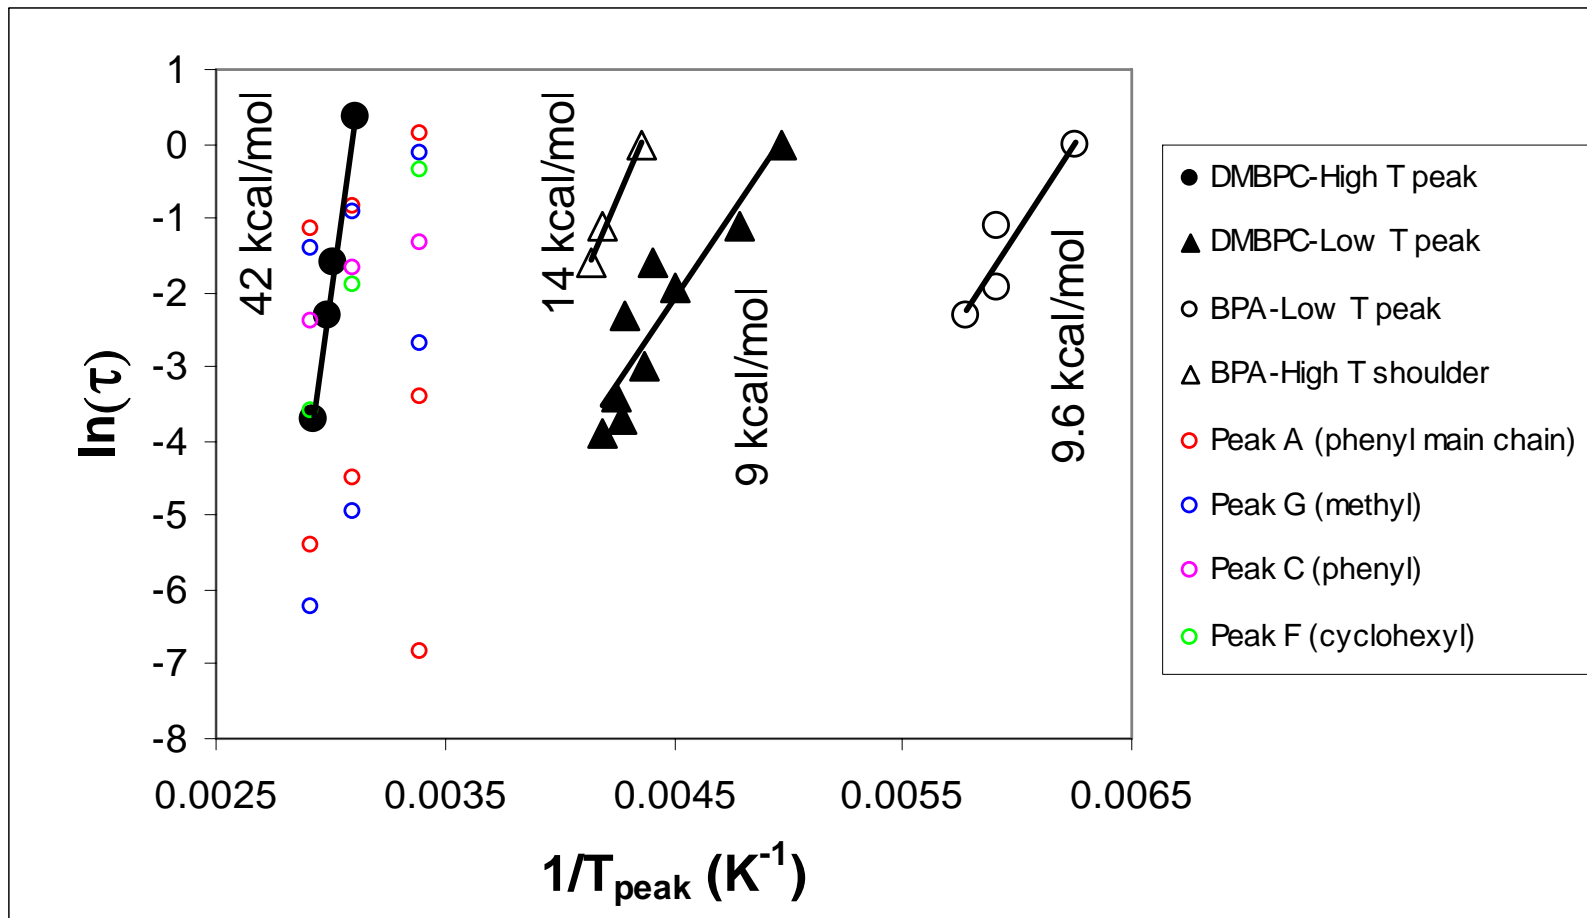 1
0
-1
-2
-3
-4
-5
-6
-7
-8
ln(τ)
42 kcal/mol
14 kcal/mol
9 kcal/mol
9.6 kcal/mol
0.0025 0.0035 0.0045 0.0055 0.0065
1/Tpeak (K-1)
DMBPC-High T peak
DMBPC-Low T peak
BPA-Low T peak
BPA-High T shoulder
Peak A (phenyl main chain)
Peak G (methyl)
Peak C (phenyl)
Peak F (cyclohexyl)